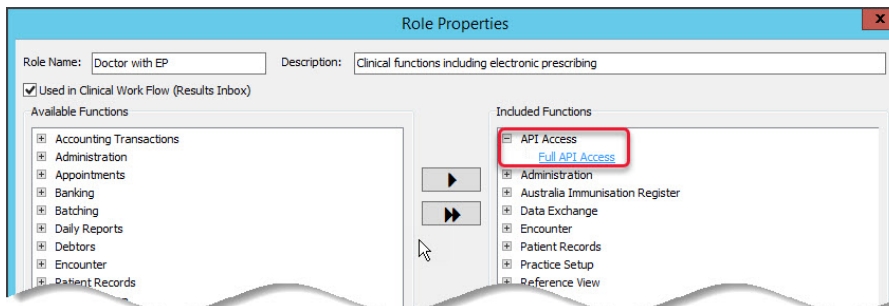 Role Properties
x
Role Name: Doctor with EP Description: Clinical functions including electronic prescribing
Used in Clinical Work Flow (Results Inbox)
Available Functions
Accounting Transactions
Administration
Appointments
Banking
Batching
Daily Reports
Debtors
Encounter
Patient Records
Included Functions
API Access
Full API Access
Administration
Australia Immunisation Register
Data Exchange
Encounter
Patient Records
Practice Setup
Reference View